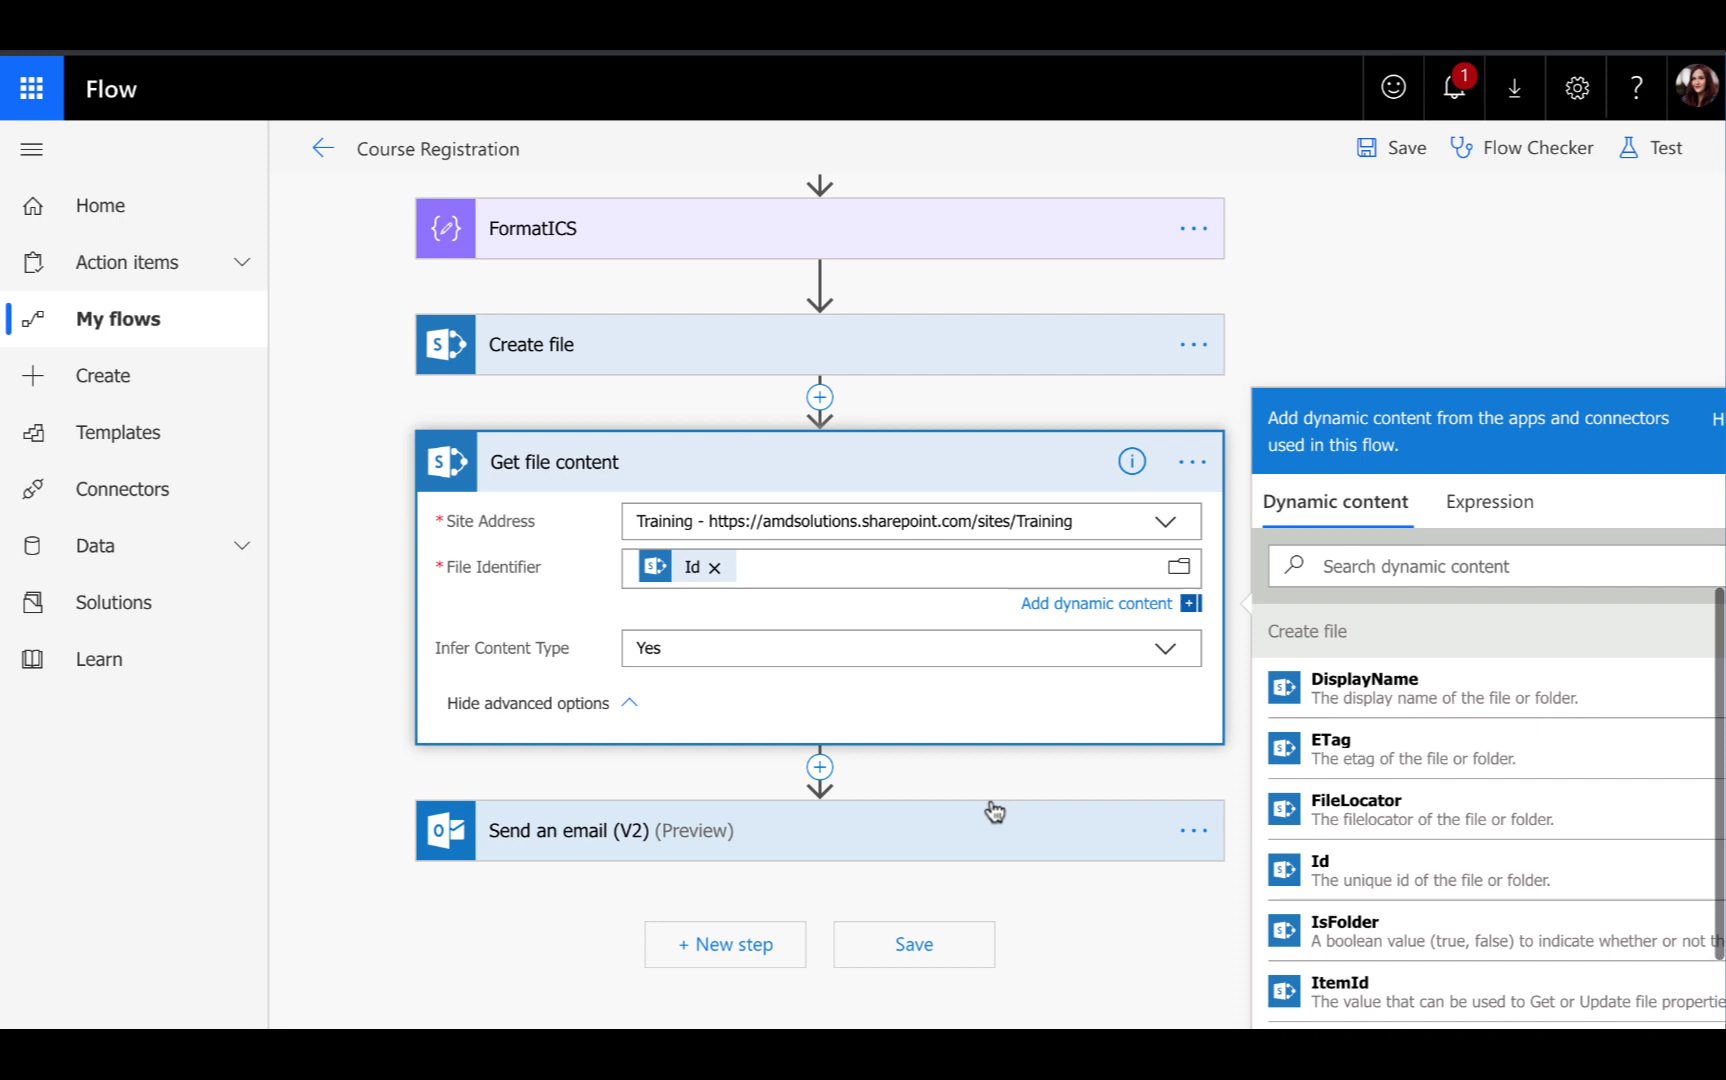 Flow
1
?
Course Registration
Save
Flow Checker
Test
Home
Action items
My flows
Create
Templates
Connectors
Data
Solutions
Learn
FormatICS
Create file
Get file content
* Site Address
Training - https://amdsolutions.sharepoint.com/sites/Training
* File Identifier
Id
Add dynamic content
Infer Content Type
Yes
Hide advanced options
Send an email (V2) (Preview)
+ New step
Save
Add dynamic content from the apps and connectors
used in this flow.
H
Dynamic content
Expression
Search dynamic content
Create file
DisplayName
The display name of the file or folder.
ETag
The etag of the file or folder.
FileLocator
The filelocator of the file or folder.
Id
The unique id of the file or folder.
IsFolder
A boolean value (true, false) to indicate whether or not th
ItemId
The value that can be used to Get or Update file propertie